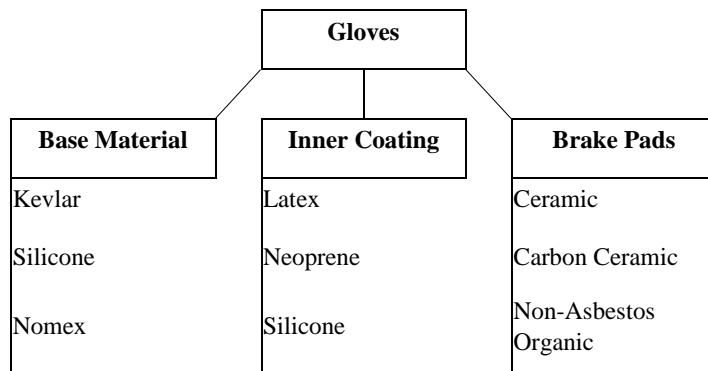 Gloves
Base Material
Inner Coating
Brake Pads
Kevlar
Latex
Ceramic
Silicone
Neoprene
Carbon Ceramic
Nomex
Silicone
Non-Asbestos
Organic